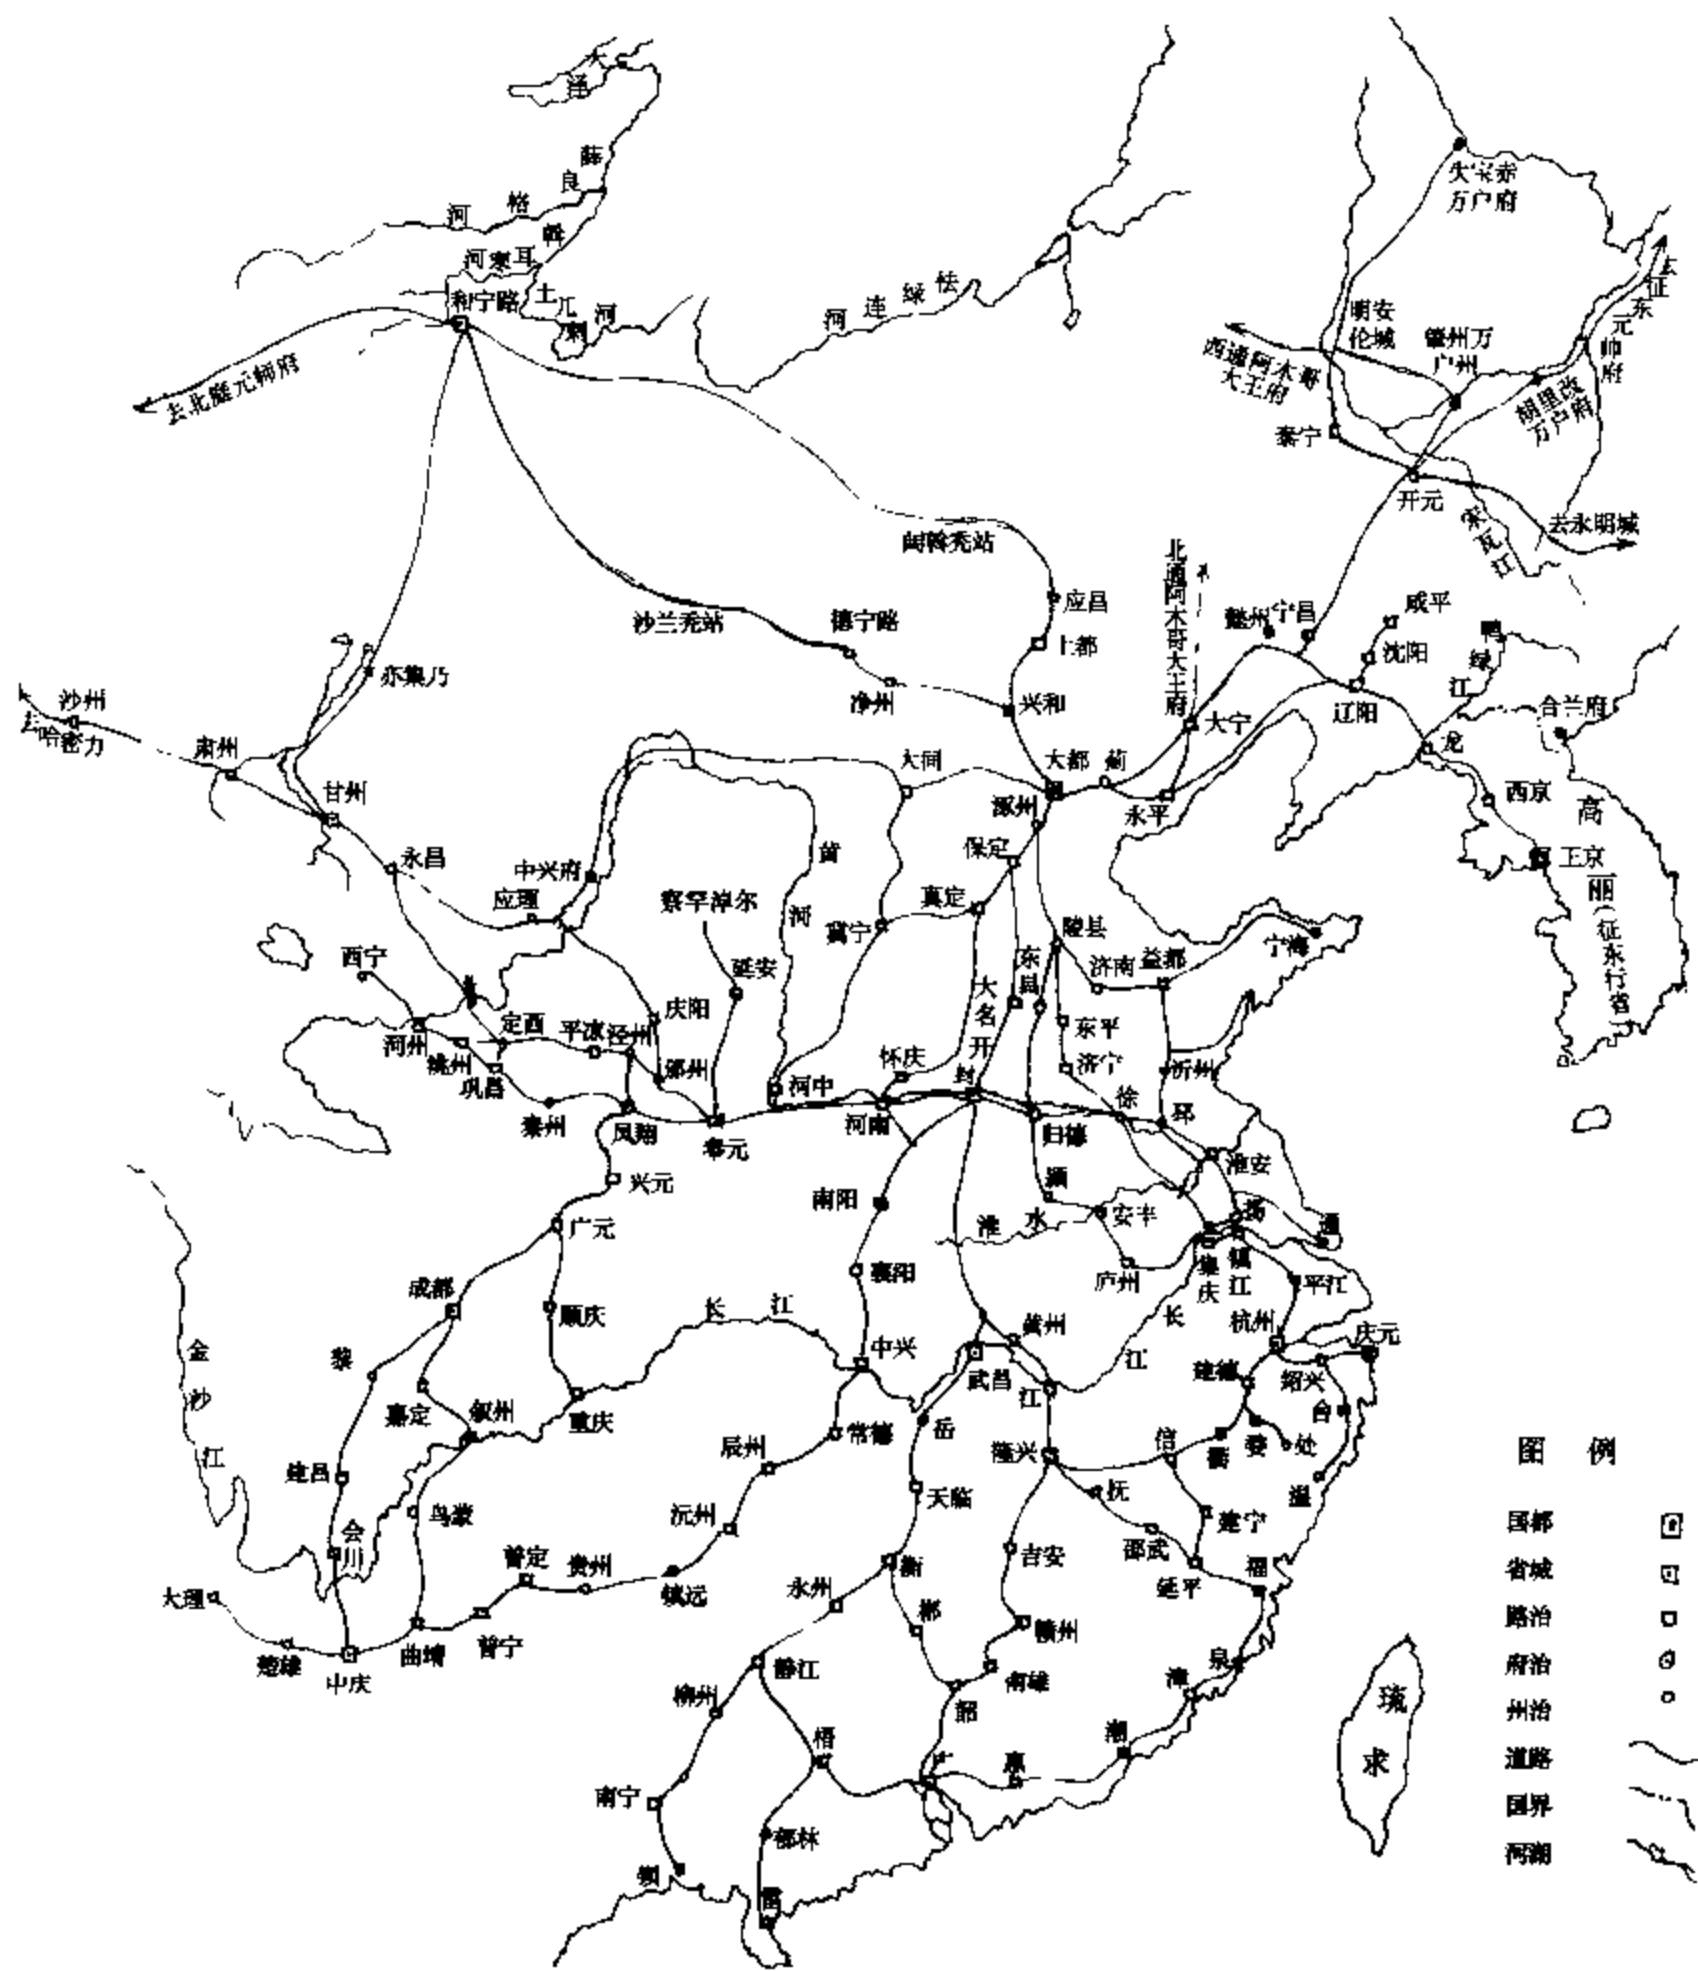 大
泽
薛
良
格
河
河
耳
和宁路
土
兀
剌
河
河
连
绿
怯
失宝赤
万户府
去
征
东
元
帅
府
明安
伦城
肇州万
户州
西通阿木哥
大王府
胡里改
万户府
去北庭元帅府
泰宁
开元
去永明城
江
应昌
上都
沙兰秃站
德宁路
净州
兴和
北通阿木哥大王府
懿州
宁昌
咸平
沈阳
鸭
绿
江
辽阳
合兰府
亦集乃
沙州
去哈密力
肃州
甘州
大同
大都
蓟
大宁
龙
西京
涿州
永平
高
丽
(征东行省)
王京
永昌
中兴府
应理
黄
河
保定
真定
冀宁
察罕淖尔
延安
陵县
济南
益都
宁海
西宁
庆阳
大
名
东
昌
定西
平凉
泾州
河州
洮州
巩昌
邠州
怀庆
开
封
东平
济宁
沂州
河中
秦州
凤翔
奉元
河南
归德
徐
邳
淮安
兴元
广元
南阳
颍
淮
水
安丰
扬
通
襄阳
庐州
集
庆
镇
江
平江
成都
顺庆
长
江
长
江
杭州
庆元
金
沙
江
黎
中兴
黄州
武昌
江
建德
绍兴
台
嘉定
叙州
重庆
常德
岳
辰州
隆兴
信
衢
婺
处
温
建昌
乌蒙
天临
抚
沅州
建宁
会
川
邵武
吉安
普定
贵州
镇远
衡
延平
福
大理
永州
郴
赣州
楚雄
中庆
曲靖
普宁
静江
南雄
泉
漳
柳州
韶
潮
琉
求
梧
广
惠
南宁
郁林
钦
雷
图 例
国都
省城
路治
府治
州治
道路
国界
河湖